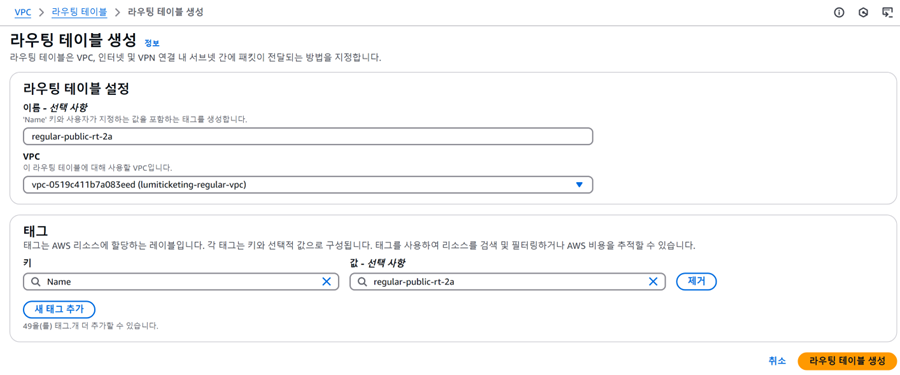 VPC > 라우팅 테이블 > 라우팅 테이블 생성
라우팅 테이블 생성 정보
라우팅 테이블은 VPC, 인터넷 및 VPN 연결 내 서브넷 간에 패킷이 전달되는 방법을 지정합니다.
라우팅 테이블 설정
이름 - 선택 사항
'Name' 키와 사용자가 지정하는 값을 포함하는 태그를 생성합니다.
regular-public-rt-2a
VPC
이 라우팅 테이블에 대해 사용할 VPC입니다.
vpc-0519c411b7a083eed (lumiticketing-regular-vpc)
태그
태그는 AWS 리소스에 할당하는 레이블입니다. 각 태그는 키와 선택적 값으로 구성됩니다. 태그를 사용하여 리소스를 검색 및 필터링하거나 AWS 비용을 추적할 수 있습니다.
키 값 - 선택 사항
Name regular-public-rt-2a 제거
새 태그 추가
49을(를) 태그.개 더 추가할 수 있습니다.
취소 라우팅 테이블 생성